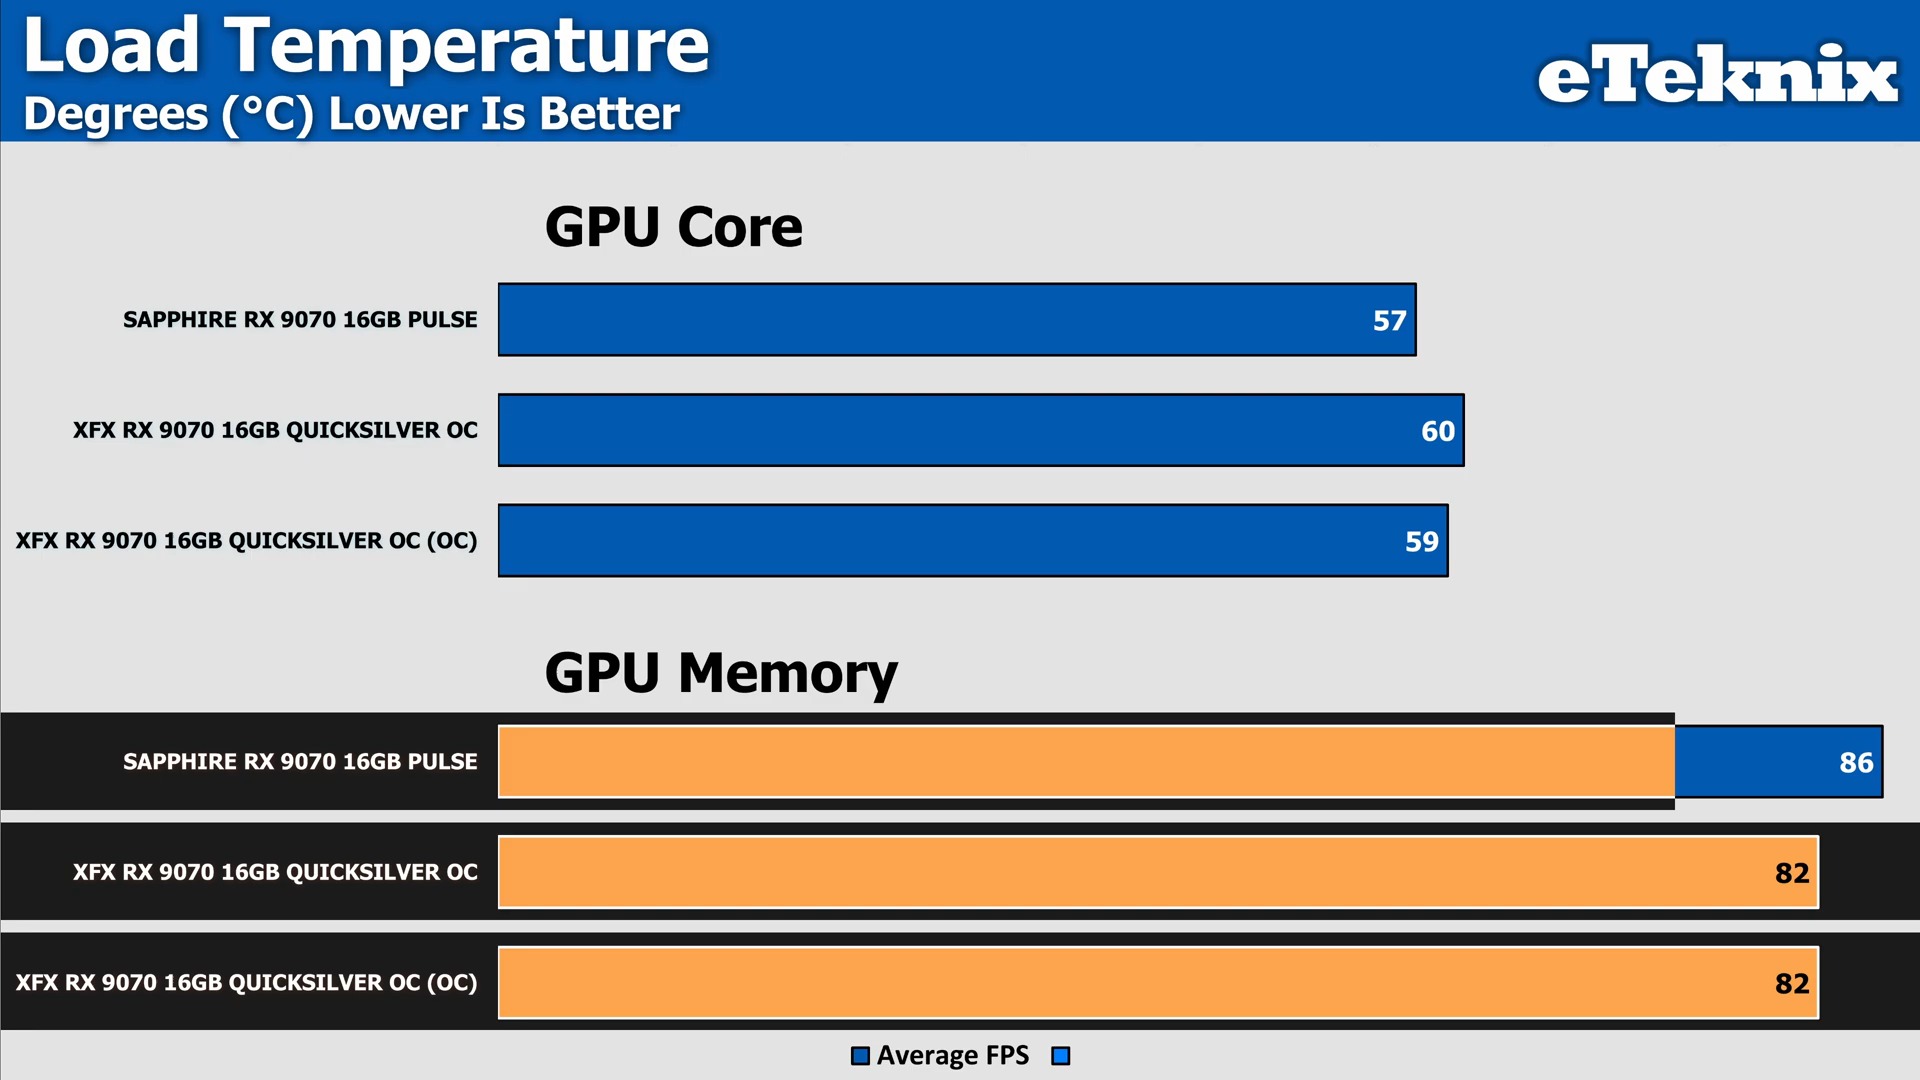 Load Temperature
Degrees (°C) Lower Is Better
eTeknix
GPU Core
SAPPHIRE RX 9070 16GB PULSE 57
XFX RX 9070 16GB QUICKSILVER OC 60
XFX RX 9070 16GB QUICKSILVER OC (OC) 59
GPU Memory
SAPPHIRE RX 9070 16GB PULSE 86
XFX RX 9070 16GB QUICKSILVER OC 82
XFX RX 9070 16GB QUICKSILVER OC (OC) 82
Average FPS